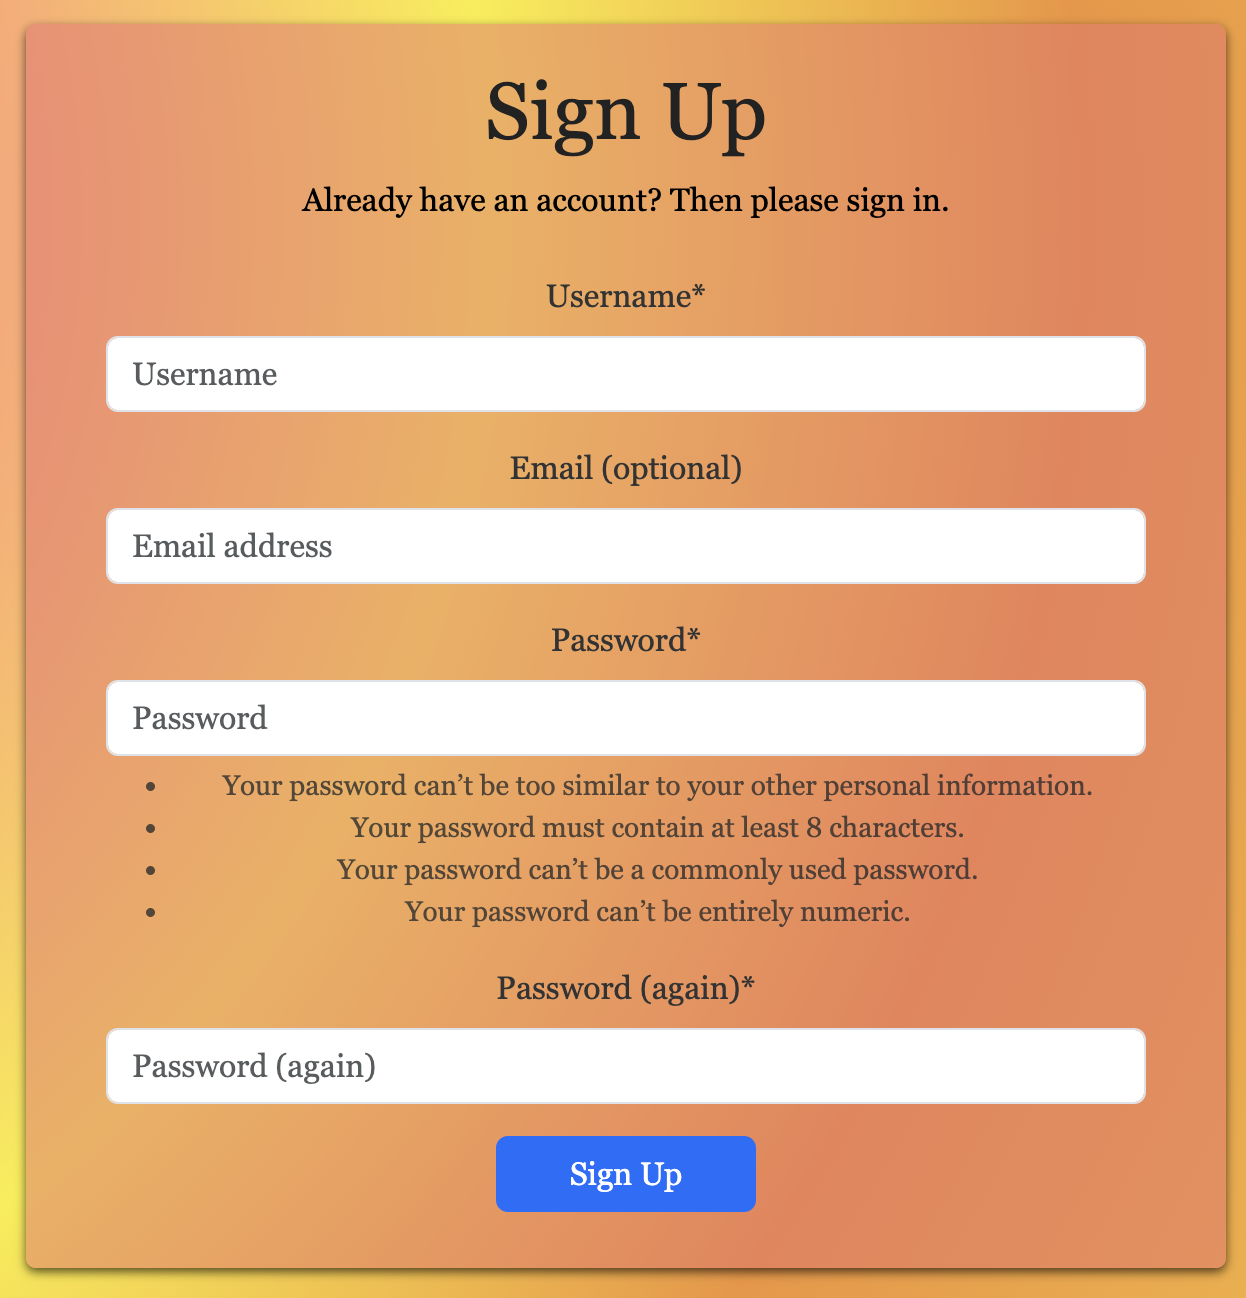 Sign Up
Already have an account? Then please sign in.
Username*
Username
Email (optional)
Email address
Password*
Password
• Your password can’t be too similar to your other personal information.
• Your password must contain at least 8 characters.
• Your password can’t be a commonly used password.
• Your password can’t be entirely numeric.
Password (again)*
Password (again)
Sign Up